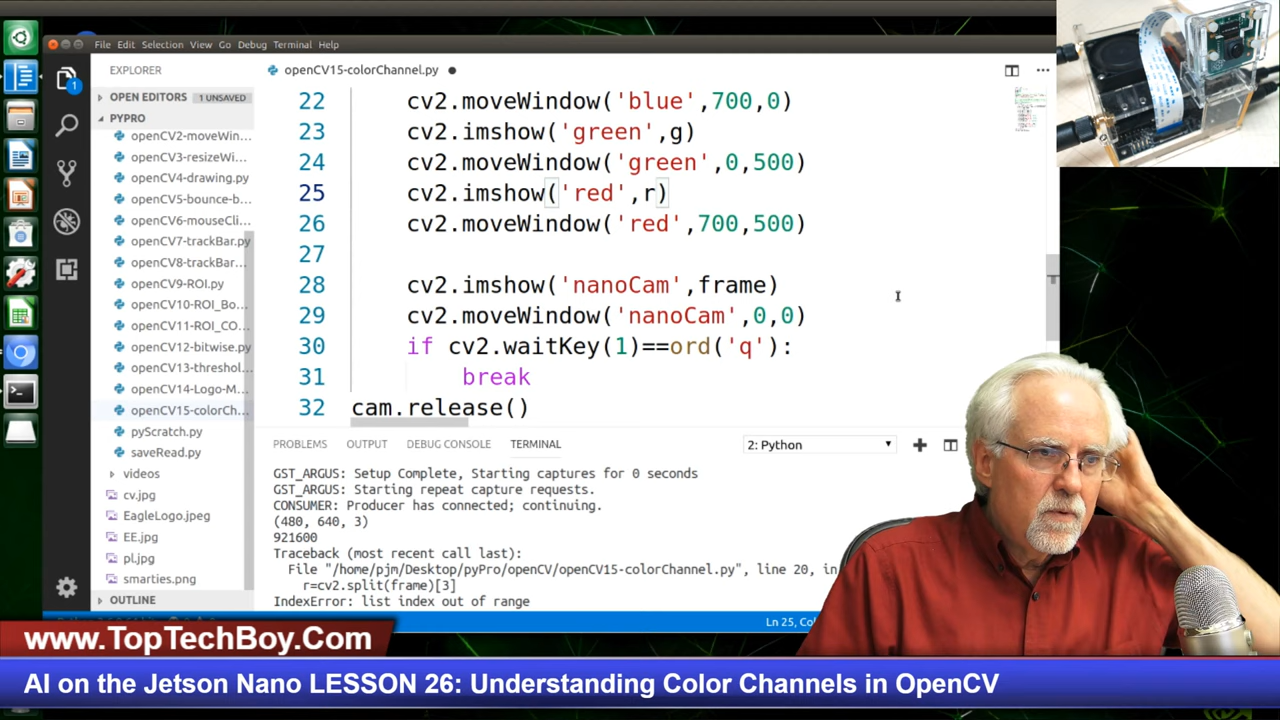 File Edit Selection View Go Debug Terminal Help
EXPLORER
openCV15-colorChannel.py
OPEN EDITORS 1 UNSAVED
PYPRO
openCV2-moveWin...
openCV3-resizeWi...
openCV4-drawing.py
openCV5-bounce-b...
openCV6-mouseCli...
openCV7-trackBar.py
openCV8-trackBar...
openCV9-ROI.py
openCV10-ROI_Bo...
openCV11-ROI_CO...
openCV12-bitwise.py
openCV13-threshol...
openCV14-Logo-M...
openCV15-colorCh...
pyScratch.py
saveRead.py
videos
cv.jpg
EagleLogo.jpeg
EE.jpg
pl.jpg
smarties.png
OUTLINE
1
22 cv2.moveWindow('blue',700,0)
23 cv2.imshow('green',g)
24 cv2.moveWindow('green',0,500)
25 cv2.imshow('red',r)
26 cv2.moveWindow('red',700,500)
27
28 cv2.imshow('nanoCam',frame)
29 cv2.moveWindow('nanoCam',0,0)
30 if cv2.waitKey(1)==ord('q'):
31 break
32 cam.release()
PROBLEMS OUTPUT DEBUG CONSOLE TERMINAL 2: Python
GST_ARGUS: Setup Complete, Starting captures for 0 seconds
GST_ARGUS: Starting repeat capture requests.
CONSUMER: Producer has connected; continuing.
(480, 640, 3)
921600
Traceback (most recent call last):
File "/home/pjm/Desktop/pyPro/openCV/openCV15-colorChannel.py", line 20, in
r=cv2.split(frame)[3]
IndexError: list index out of range
Ln 25,
www.TopTechBoy.Com
AI on the Jetson Nano LESSON 26: Understanding Color Channels in OpenCV